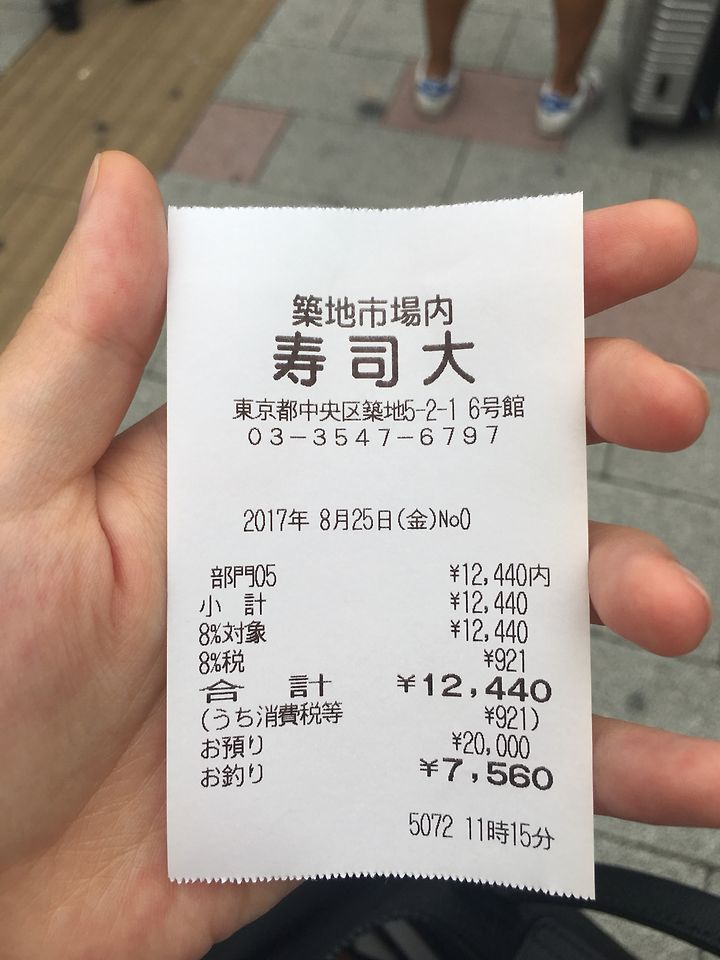 築地市場内
寿司大
東京都中央区築地5-2-1 6号館
03-3547-6797
2017年 8月25日(金)No0
部門05 ¥12,440内
小 計 ¥12,440
8%対象 ¥12,440
8%税 ¥921
合 計 ¥12,440
(うち消費税等 ¥921)
お預り ¥20,000
お釣り ¥7,560
5072 11時15分